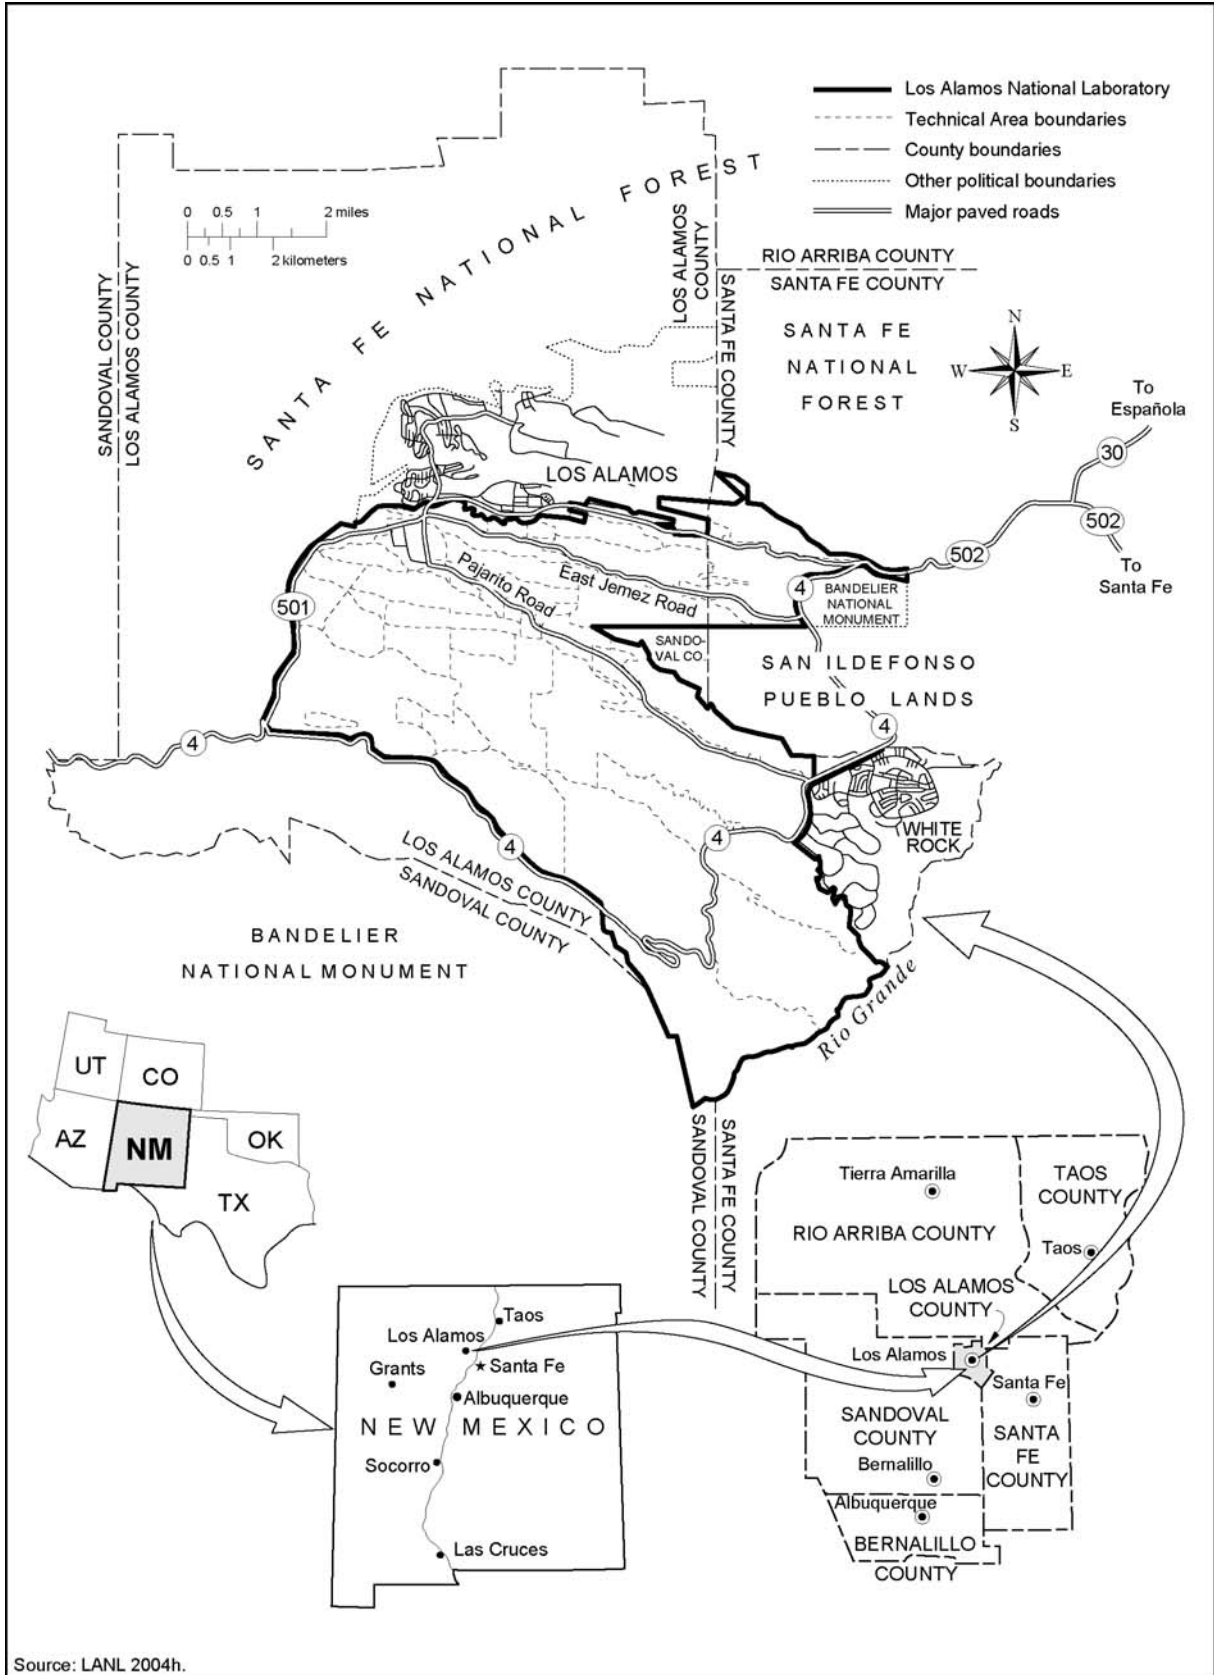 Los Alamos National Laboratory
Technical Area boundaries
County boundaries
Other political boundaries
Major paved roads
0 0.5 1 2 miles
0 0.5 1 2 kilometers
SANTA FE NATIONAL FOREST
SANDOVAL COUNTY
LOS ALAMOS COUNTY
LOS ALAMOS
COUNTY
SANTA FE COUNTY
RIO ARRIBA COUNTY
SANTA FE COUNTY
SANTA FE
NATIONAL
FOREST
N
W E
S
To
Española
30
502
502
To
Santa Fe
LOS ALAMOS
501
Pajarito Road
East Jemez Road
4
BANDELIER
NATIONAL
MONUMENT
SANDO-
VAL CO.
SAN ILDEFONSO
PUEBLO LANDS
4
4
4
4
WHITE
ROCK
LOS ALAMOS COUNTY
SANDOVAL COUNTY
BANDELIER
NATIONAL MONUMENT
Rio Grande
SANDOVAL COUNTY
SANTA FE COUNTY
UT
CO
AZ
NM
OK
TX
Taos
Los Alamos
Grants
Santa Fe
Albuquerque
NEW MEXICO
Socorro
Las Cruces
Tierra Amarilla
TAOS
COUNTY
RIO ARRIBA COUNTY
Taos
LOS ALAMOS
COUNTY
Los Alamos
Santa Fe
SANDOVAL
COUNTY
SANTA
FE
COUNTY
Bernalillo
Albuquerque
BERNALILLO
COUNTY
Source: LANL 2004h.